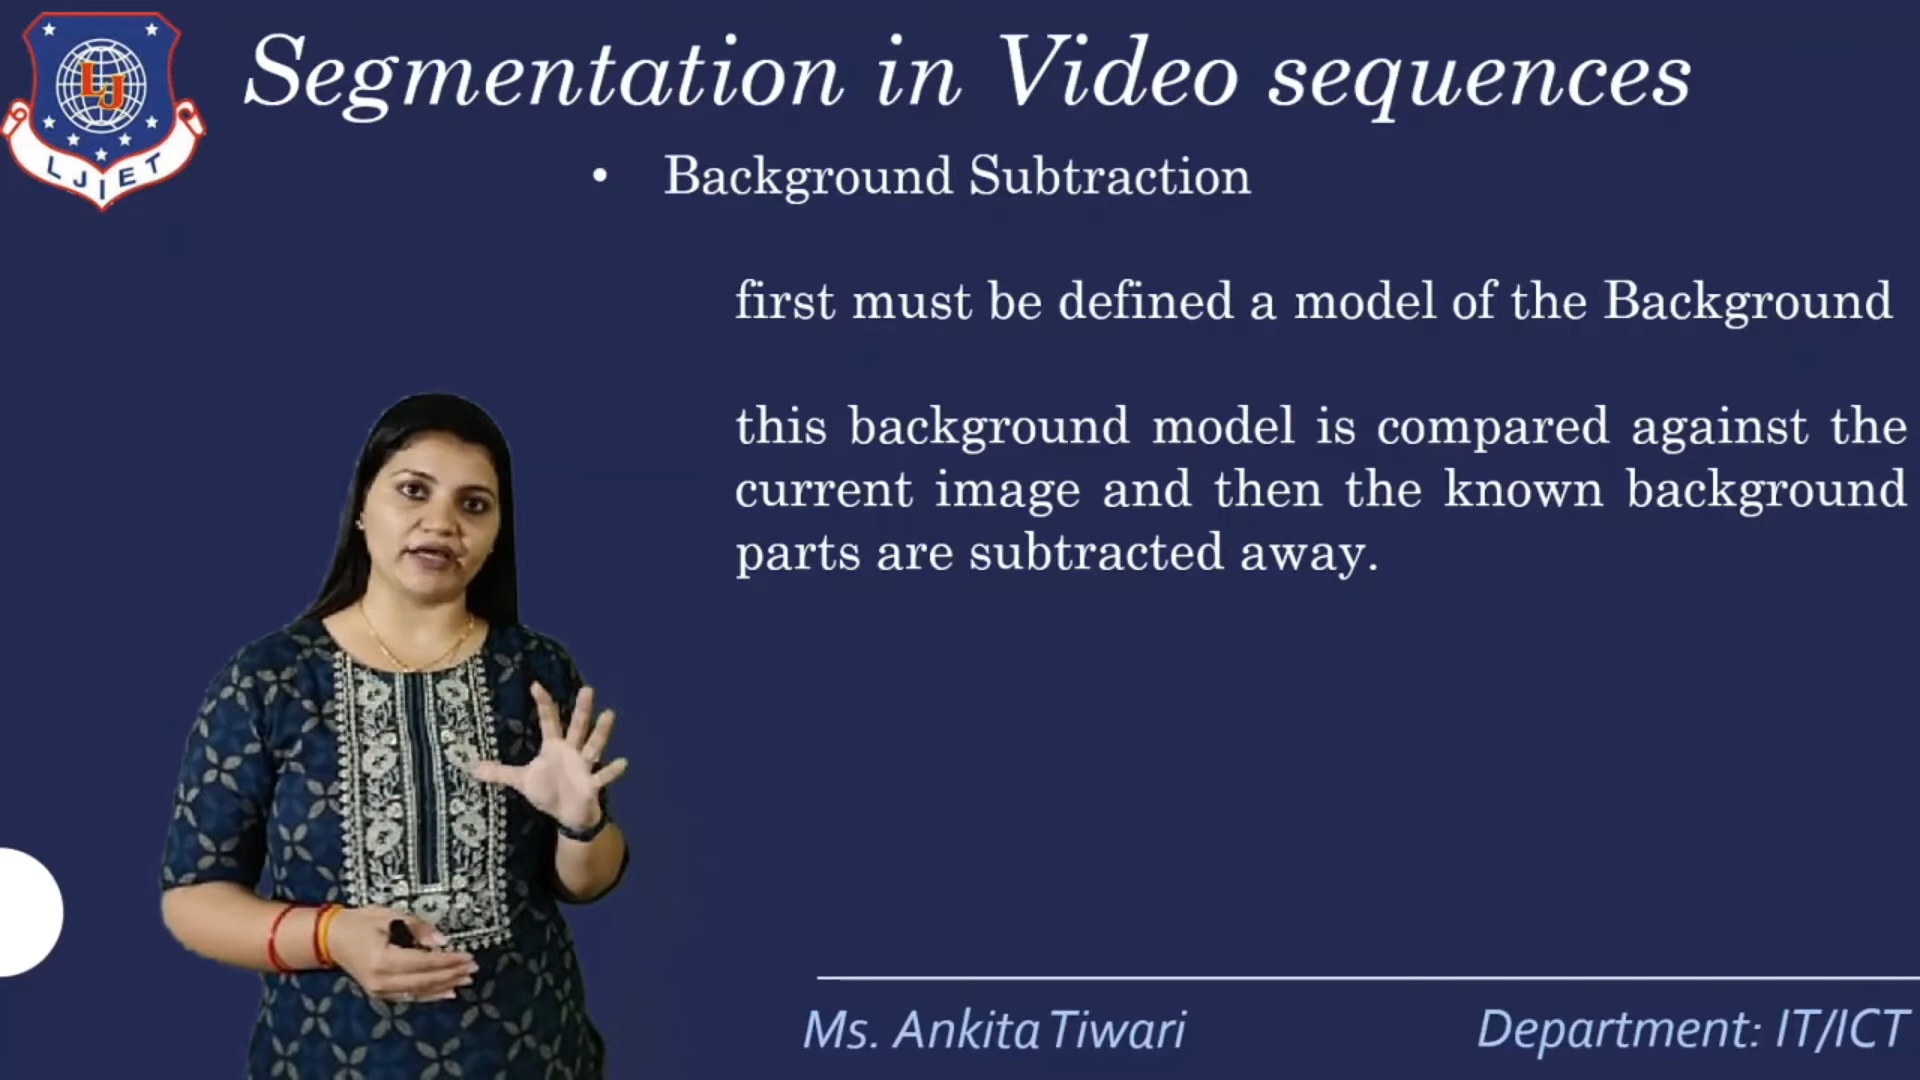 LJ
LJIET
Segmentation in Video sequences
• Background Subtraction
first must be defined a model of the Background
this background model is compared against the
current image and then the known background
parts are subtracted away.
Ms. Ankita Tiwari
Department: IT/ICT